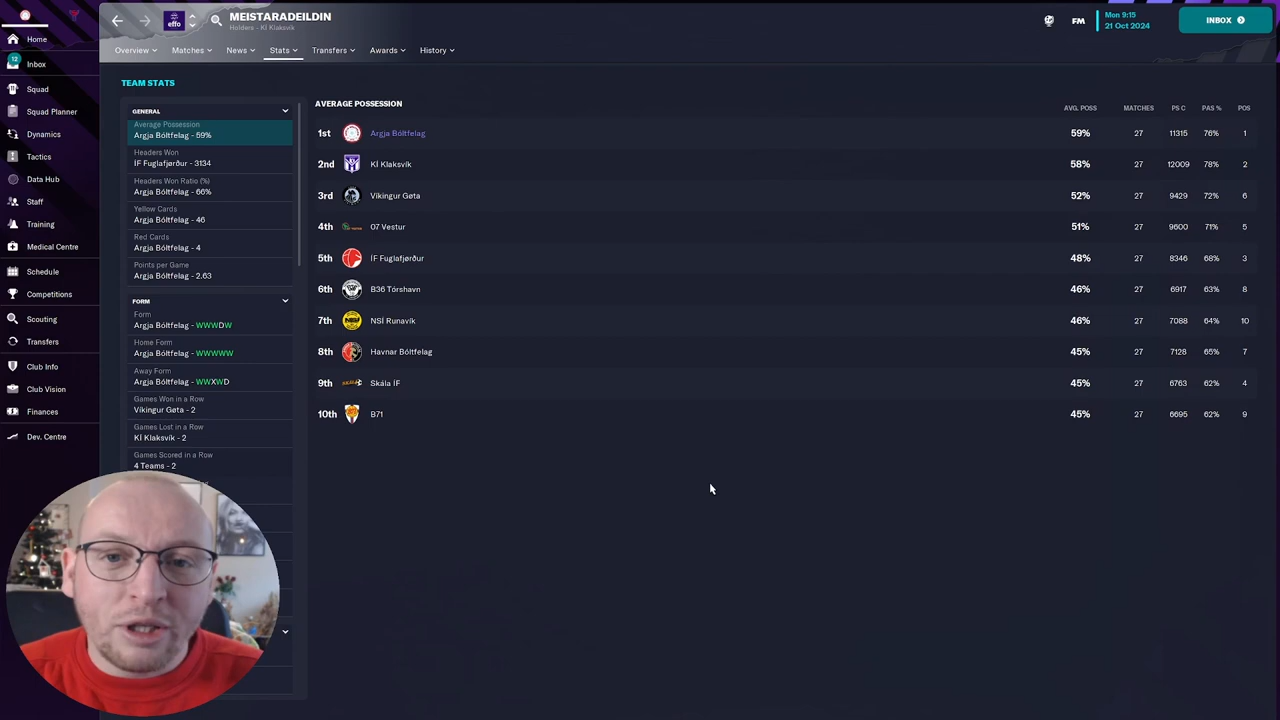 MEISTARADEILDIN
Holders - KÍ Klaksvík
effo
FM
Mon 9:15
21 Oct 2024
INBOX
Overview
Matches
News
Stats
Transfers
Awards
History
Home
12
Inbox
Squad
Squad Planner
Dynamics
Tactics
Data Hub
Staff
Training
Medical Centre
Schedule
Competitions
Scouting
Transfers
Club Info
Club Vision
Finances
Dev. Centre
TEAM STATS
GENERAL
Average Possession
Argja Bóltfelag - 59%
Headers Won
ÍF Fuglafjørður - 3134
Headers Won Ratio (%)
Argja Bóltfelag - 66%
Yellow Cards
Argja Bóltfelag - 46
Red Cards
Argja Bóltfelag - 4
Points per Game
Argja Bóltfelag - 2.63
FORM
Form
Argja Bóltfelag - WWWDW
Home Form
Argja Bóltfelag - WWWWW
Away Form
Argja Bóltfelag - WWXWD
Games Won in a Row
Víkingur Gøta - 2
Games Lost in a Row
KÍ Klaksvík - 2
Games Scored in a Row
4 Teams - 2
AVERAGE POSSESSION
AVG. POSS MATCHES PS C PAS % POS
1st Argja Bóltfelag 59% 27 11315 76% 1
2nd KÍ Klaksvík 58% 27 12009 78% 2
3rd Víkingur Gøta 52% 27 9429 72% 6
4th 07 Vestur 51% 27 9600 71% 5
5th ÍF Fuglafjørður 48% 27 8346 68% 3
6th B36 Tórshavn 46% 27 6917 63% 8
7th NSÍ Runavík 46% 27 7088 64% 10
8th Havnar Bóltfelag 45% 27 7128 65% 7
9th Skála ÍF 45% 27 6763 62% 4
10th B71 45% 27 6695 62% 9